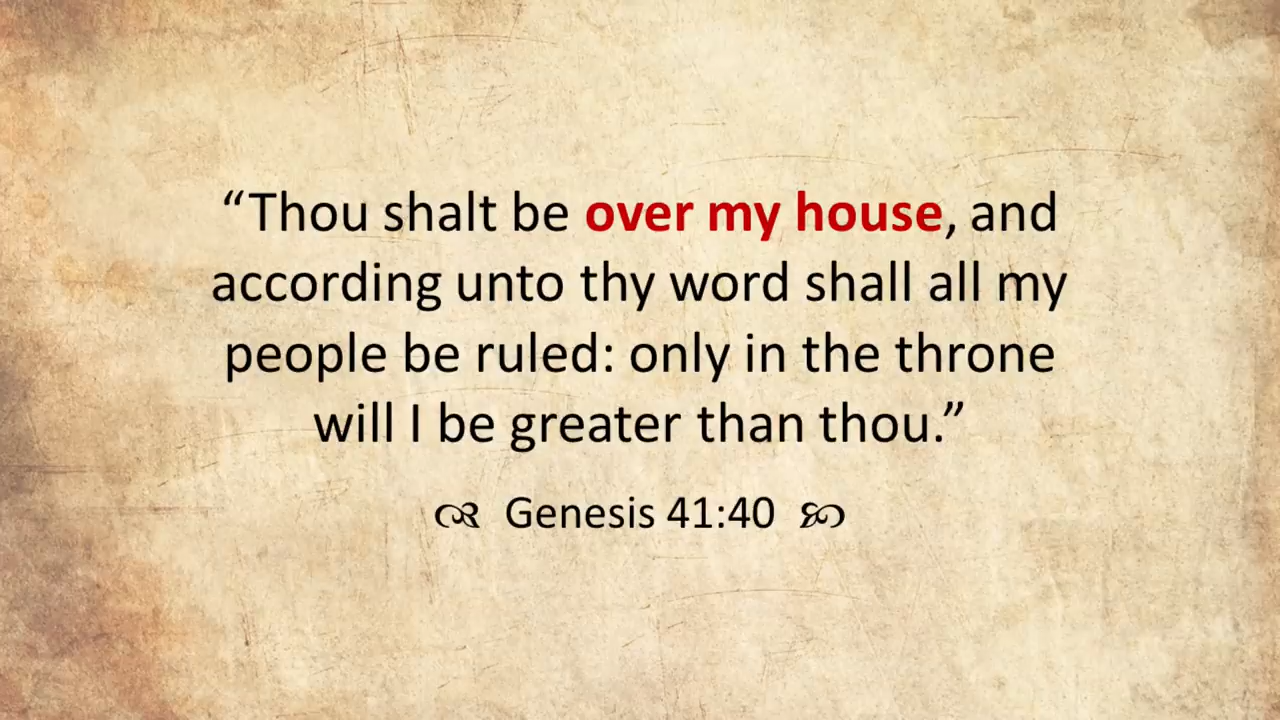 “Thou shalt be over my house, and
according unto thy word shall all my
people be ruled: only in the throne
will I be greater than thou.”
Genesis 41:40